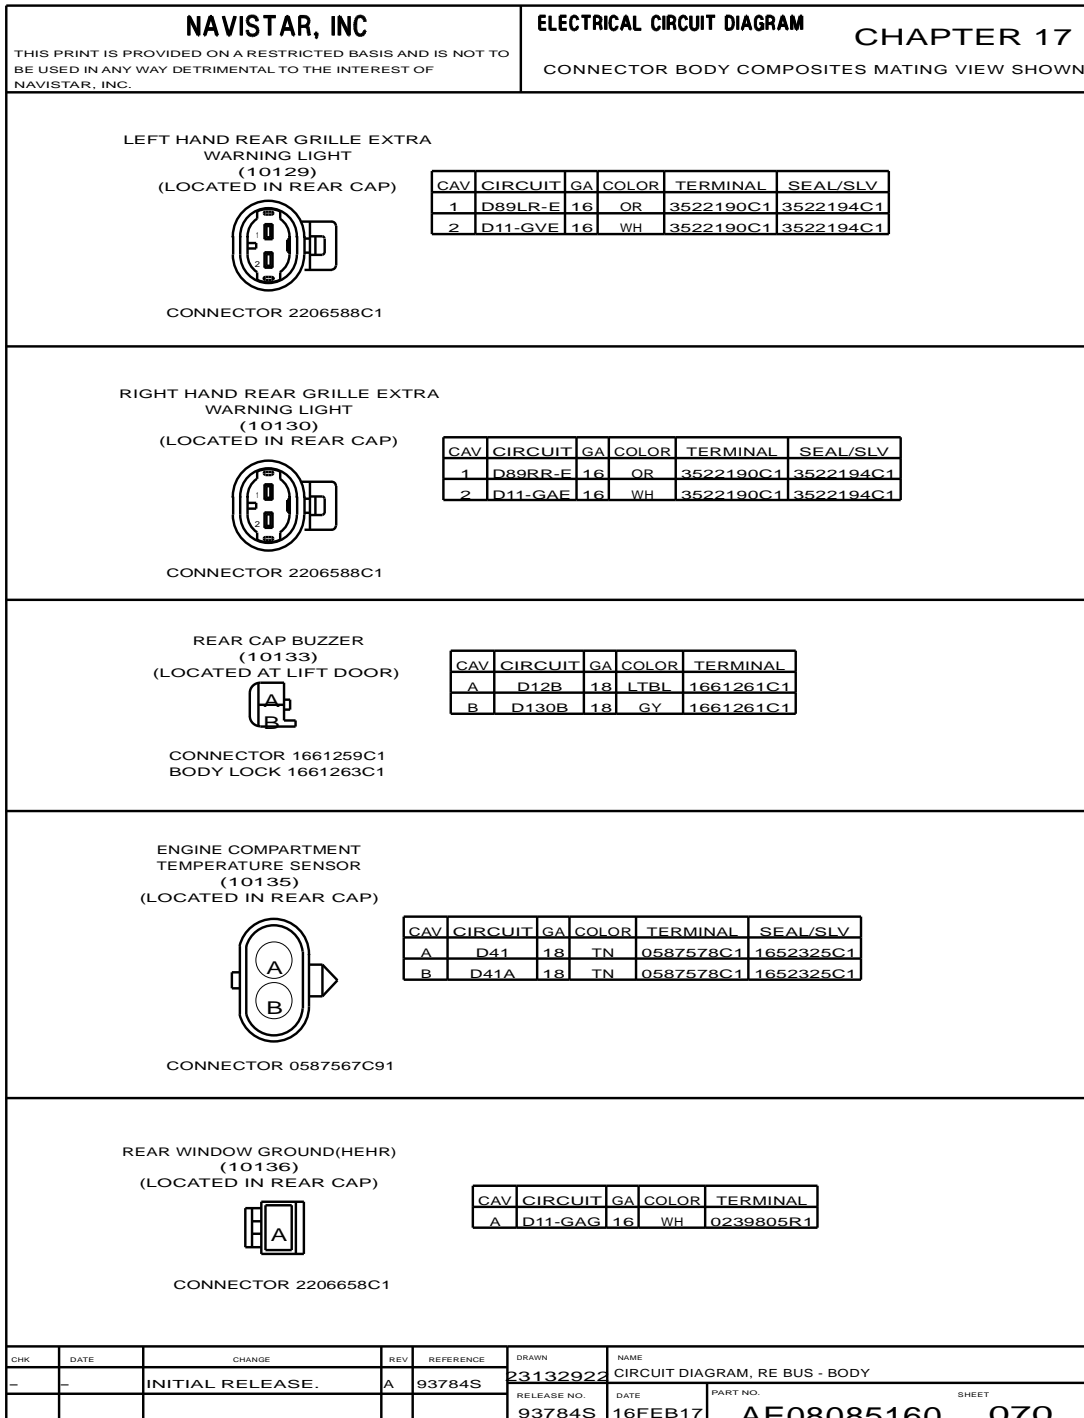 NAVISTAR, INC
THIS PRINT IS PROVIDED ON A RESTRICTED BASIS AND IS NOT TO
BE USED IN ANY WAY DETRIMENTAL TO THE INTEREST OF
NAVISTAR, INC.
ELECTRICAL CIRCUIT DIAGRAM
CHAPTER 17
CONNECTOR BODY COMPOSITES MATING VIEW SHOWN
LEFT HAND REAR GRILLE EXTRA
WARNING LIGHT
(10129)
(LOCATED IN REAR CAP)
1
2
CONNECTOR 2206588C1
CAV CIRCUIT GA COLOR TERMINAL SEAL/SLV
1 D89LR-E 16 OR 3522190C1 3522194C1
2 D11-GVE 16 WH 3522190C1 3522194C1
RIGHT HAND REAR GRILLE EXTRA
WARNING LIGHT
(10130)
(LOCATED IN REAR CAP)
1
2
CONNECTOR 2206588C1
CAV CIRCUIT GA COLOR TERMINAL SEAL/SLV
1 D89RR-E 16 OR 3522190C1 3522194C1
2 D11-GAE 16 WH 3522190C1 3522194C1
REAR CAP BUZZER
(10133)
(LOCATED AT LIFT DOOR)
A
B
CONNECTOR 1661259C1
BODY LOCK 1661263C1
CAV CIRCUIT GA COLOR TERMINAL
A D12B 18 LTBL 1661261C1
B D130B 18 GY 1661261C1
ENGINE COMPARTMENT
TEMPERATURE SENSOR
(10135)
(LOCATED IN REAR CAP)
A
B
CONNECTOR 0587567C91
CAV CIRCUIT GA COLOR TERMINAL SEAL/SLV
A D41 18 TN 0587578C1 1652325C1
B D41A 18 TN 0587578C1 1652325C1
REAR WINDOW GROUND(HEHR)
(10136)
(LOCATED IN REAR CAP)
A
CONNECTOR 2206658C1
CAV CIRCUIT GA COLOR TERMINAL
A D11-GAG 16 WH 0239805R1
CHK DATE CHANGE REV REFERENCE
– – INITIAL RELEASE. A 93784S
DRAWN
23132922
NAME
CIRCUIT DIAGRAM, RE BUS - BODY
RELEASE NO.
93784S
DATE
16FEB17
PART NO.
AE08085160
SHEET
079